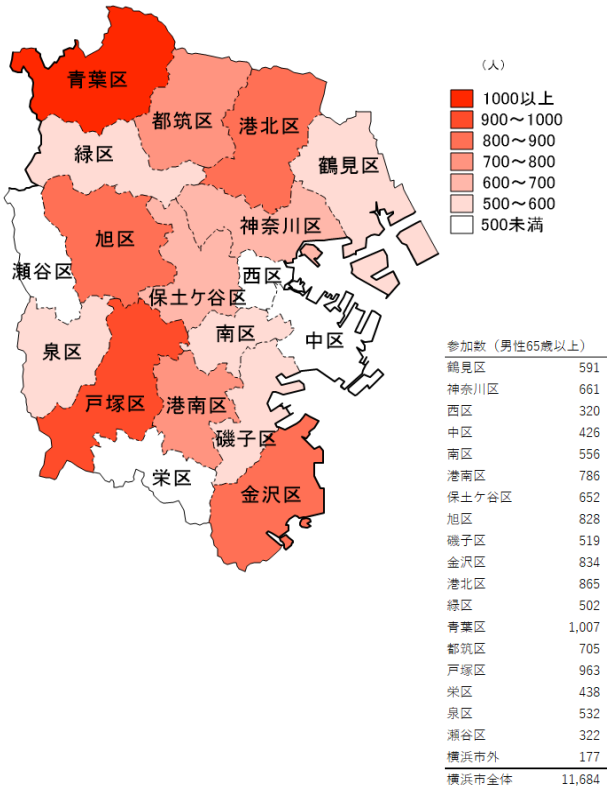 (人)
1000以上
900～1000
800～900
700～800
600～700
500～600
500未満
青葉区
都筑区
港北区
緑区
鶴見区
神奈川区
旭区
瀬谷区
西区
保土ケ谷区
中区
南区
泉区
戸塚区
港南区
磯子区
栄区
金沢区
参加数（男性65歳以上）
鶴見区 591
神奈川区 661
西区 320
中区 426
南区 556
港南区 786
保土ケ谷区 652
旭区 828
磯子区 519
金沢区 834
港北区 865
緑区 502
青葉区 1,007
都筑区 705
戸塚区 963
栄区 438
泉区 532
瀬谷区 322
横浜市外 177
横浜市全体 11,684